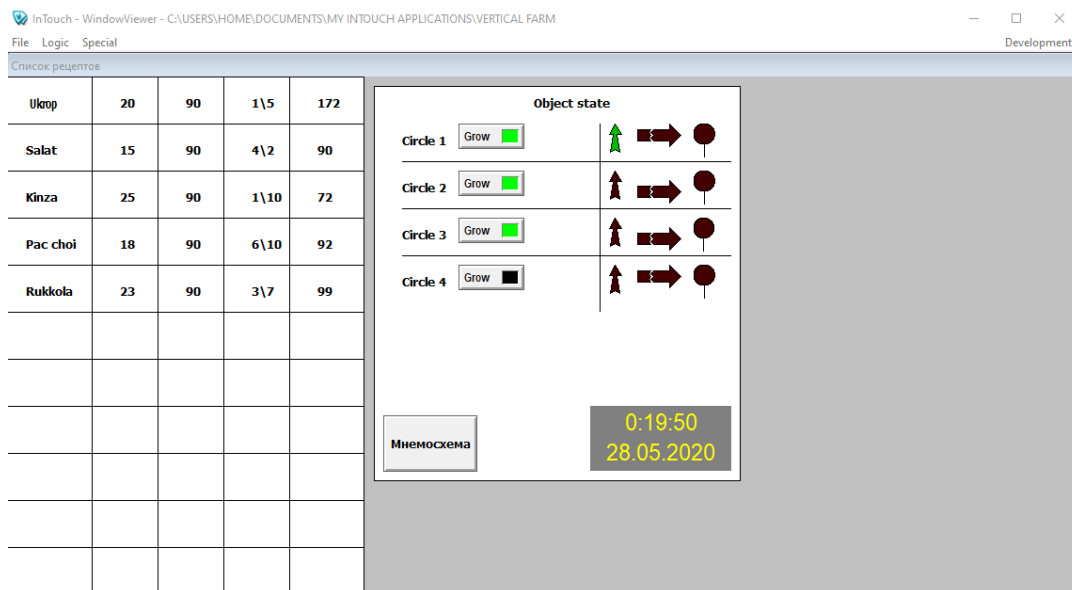 InTouch - WindowViewer - C:\USERS\HOME\DOCUMENTS\MY INTOUCH APPLICATIONS\VERTICAL FARM
File Logic Special Development
Список рецептов
Ukrop 20 90 1\5 172
Salat 15 90 4\2 90
Kinza 25 90 1\10 72
Pac choi 18 90 6\10 92
Rukkola 23 90 3\7 99
Object state
Circle 1 Grow
Circle 2 Grow
Circle 3 Grow
Circle 4 Grow
Мнемосхема
0:19:50
28.05.2020